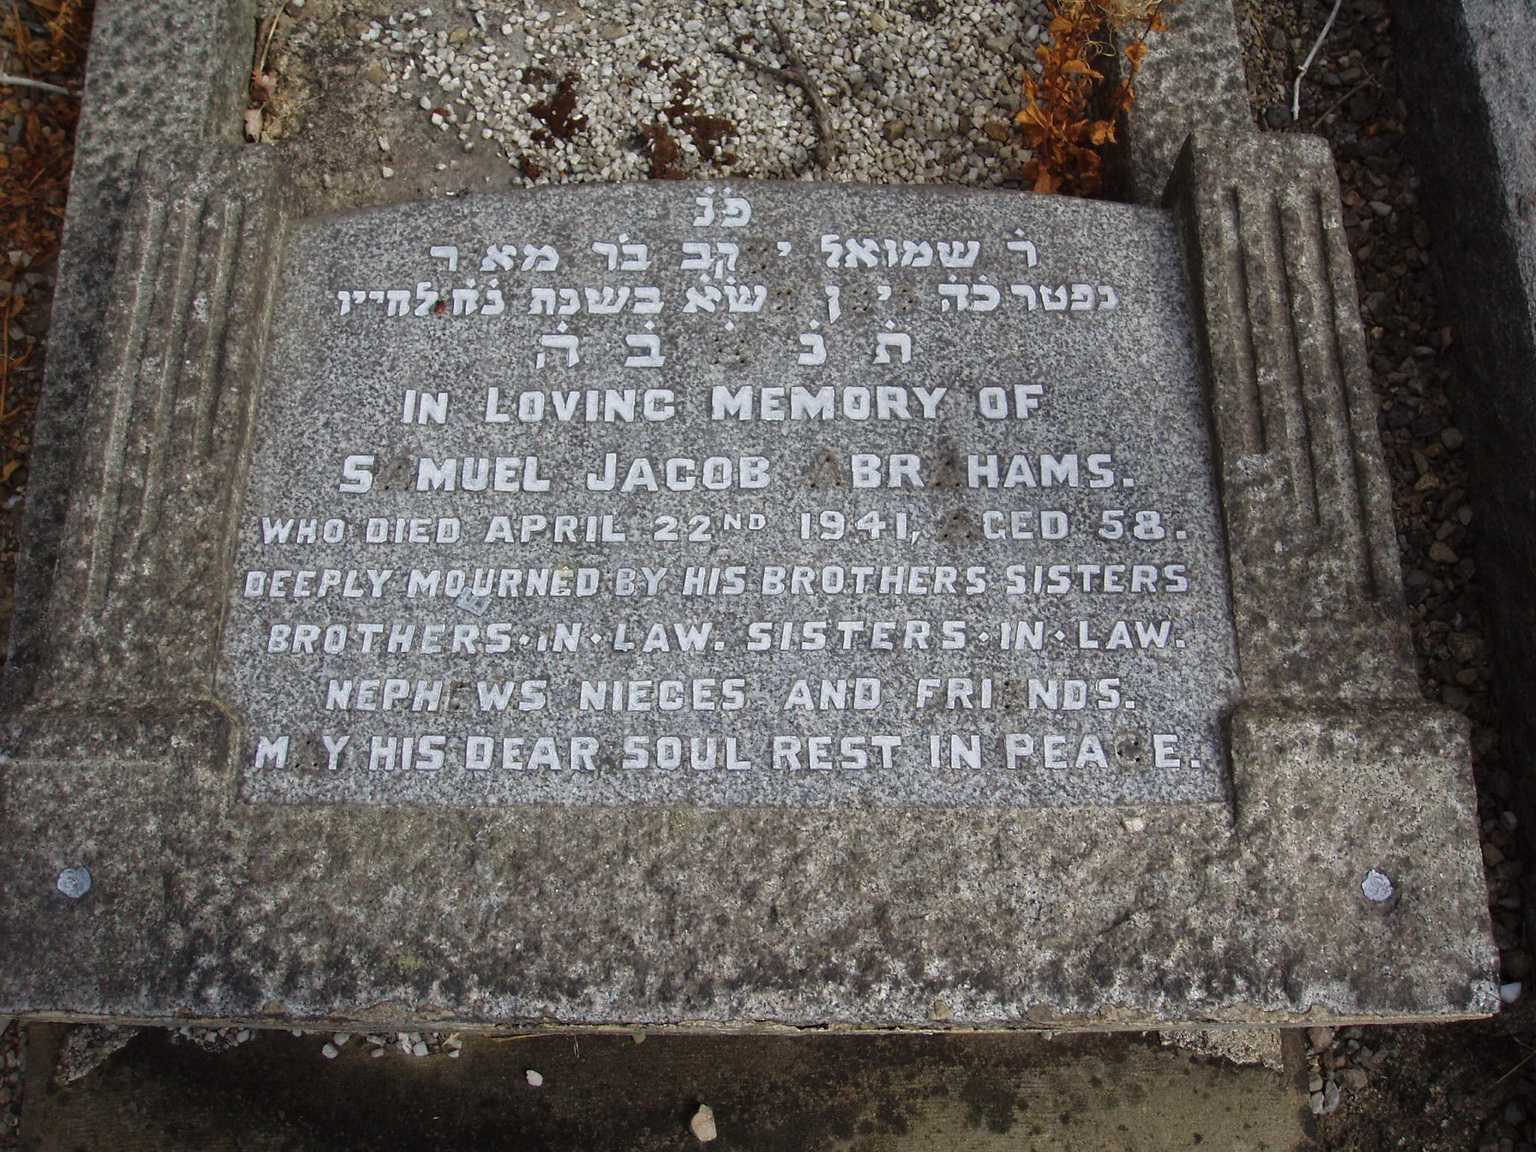 פנ
ר שמואל יעקב בר מאיר
נפטר כה ניסן תשא בשנת נח לחייו
ת נ צ ב ה
IN LOVING MEMORY OF
SAMUEL JACOB ABRAHAMS.
WHO DIED APRIL 22ND 1941, AGED 58.
DEEPLY MOURNED BY HIS BROTHERS SISTERS
BROTHERS·IN·LAW. SISTERS·IN·LAW.
NEPHEWS NIECES AND FRIENDS.
MAY HIS DEAR SOUL REST IN PEACE.